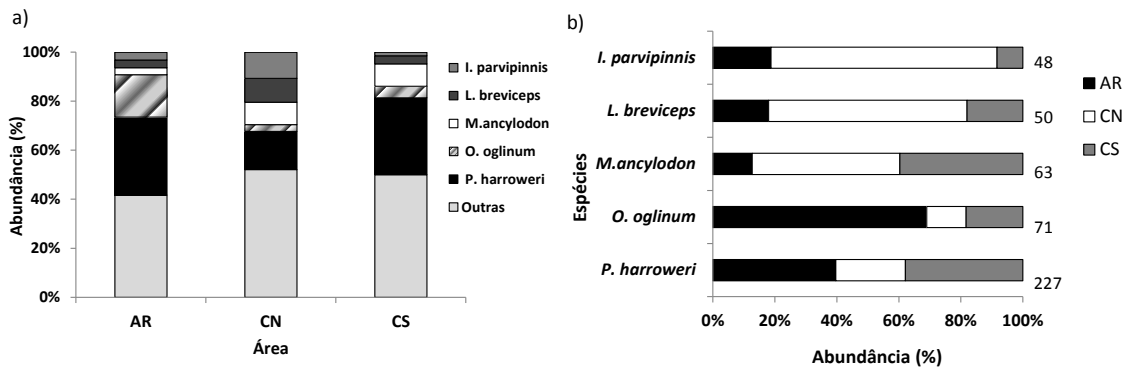 a)
100%
80%
60%
40%
20%
0%
Abundância (%)
AR
CN
CS
Área
I. parvipinnis
L. breviceps
M.ancylodon
O. oglinum
P. harroweri
Outras
b)
Espécies
I. parvipinnis
48
L. breviceps
50
M.ancylodon
63
O. oglinum
71
P. harroweri
227
0%
20%
40%
60%
80%
100%
Abundância (%)
AR
CN
CS